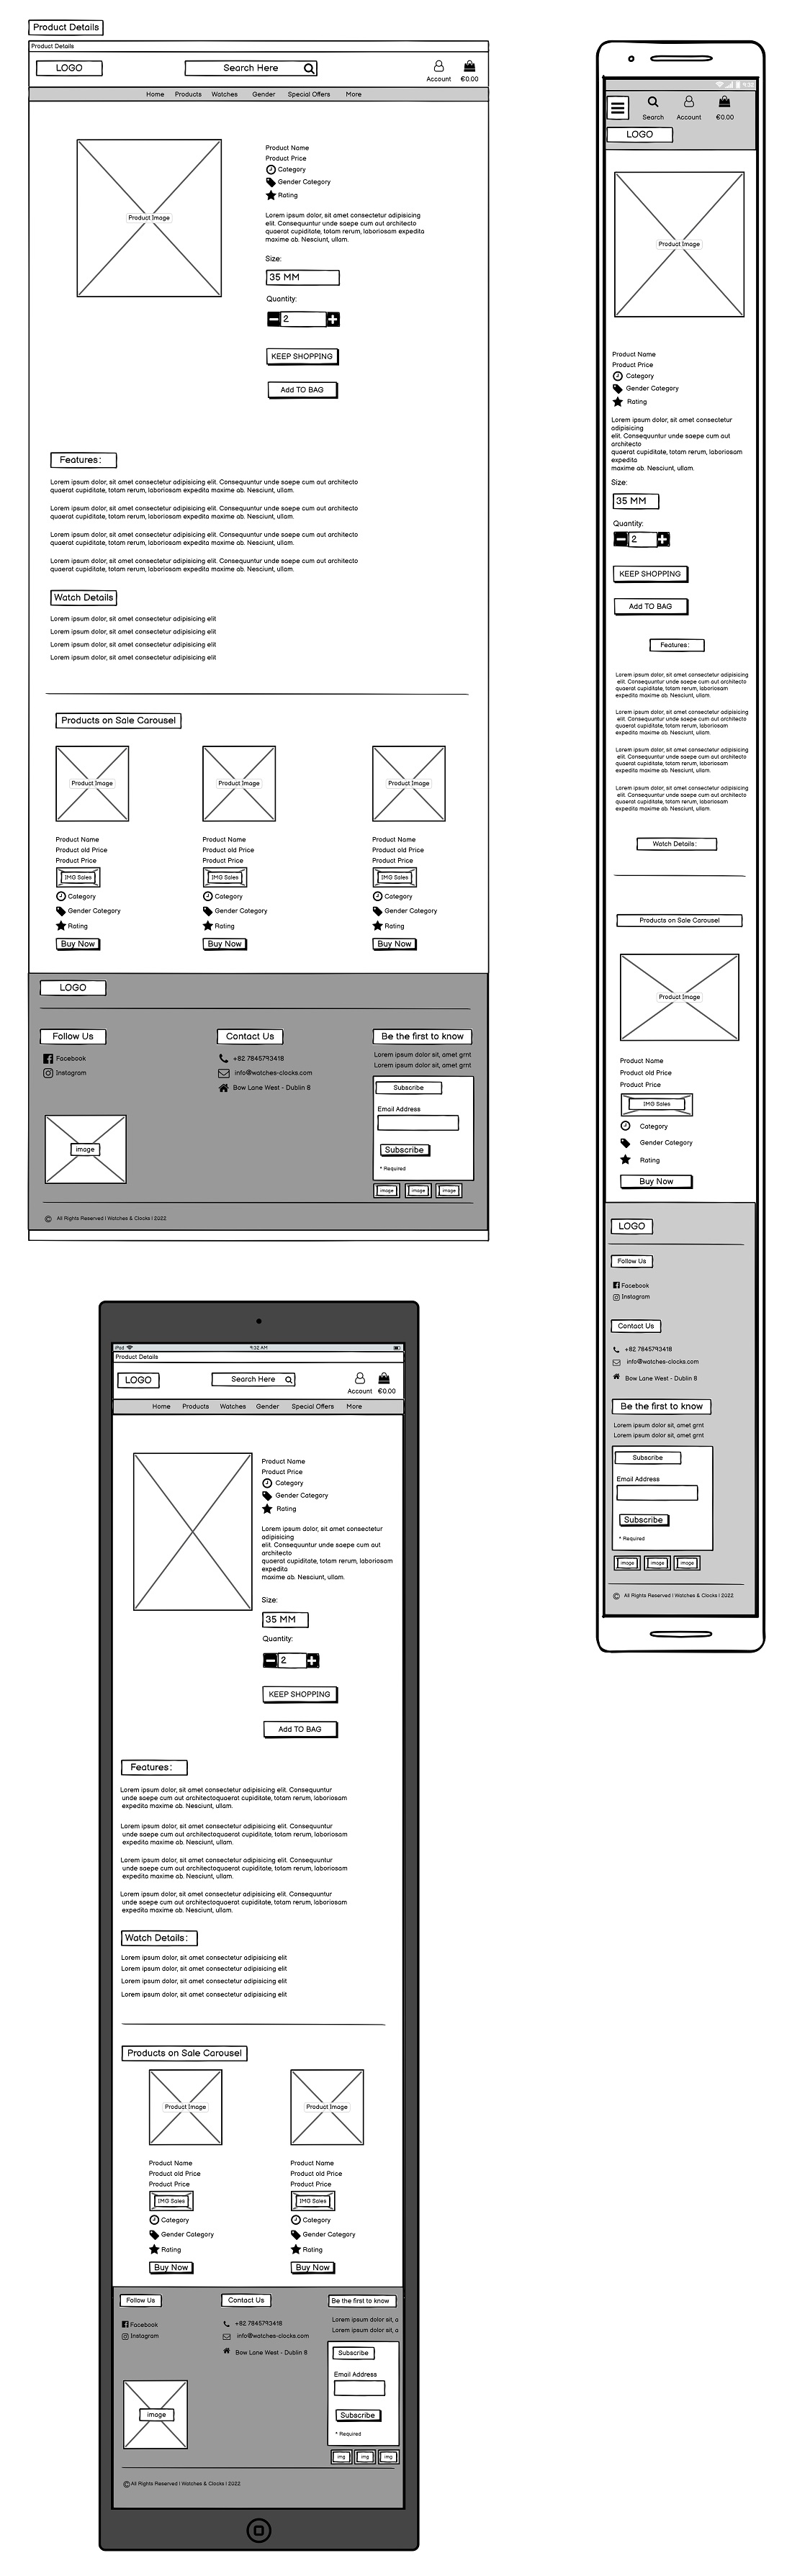 Product Details
Product Details
LOGO
Search Here
Account
€0.00
Home Products Watches Gender Special Offers More
Product Image
Product Name
Product Price
Category
Gender Category
Rating
Lorem ipsum dolor, sit amet consectetur adipisicing
elit. Consequuntur unde saepe cum aut architecto
quaerat cupiditate, totam rerum, laboriosam expedita
maxime ab. Nesciunt, ullam.
Size:
35 MM
Quantity:
2
KEEP SHOPPING
Add TO BAG
Features:
Lorem ipsum dolor, sit amet consectetur adipisicing elit. Consequuntur unde saepe cum aut architecto
quaerat cupiditate, totam rerum, laboriosam expedita maxime ab. Nesciunt, ullam.
Lorem ipsum dolor, sit amet consectetur adipisicing elit. Consequuntur unde saepe cum aut architecto
quaerat cupiditate, totam rerum, laboriosam expedita maxime ab. Nesciunt, ullam.
Lorem ipsum dolor, sit amet consectetur adipisicing elit. Consequuntur unde saepe cum aut architecto
quaerat cupiditate, totam rerum, laboriosam expedita maxime ab. Nesciunt, ullam.
Lorem ipsum dolor, sit amet consectetur adipisicing elit. Consequuntur unde saepe cum aut architecto
quaerat cupiditate, totam rerum, laboriosam expedita maxime ab. Nesciunt, ullam.
Watch Details
Lorem ipsum dolor, sit amet consectetur adipisicing elit
Lorem ipsum dolor, sit amet consectetur adipisicing elit
Lorem ipsum dolor, sit amet consectetur adipisicing elit
Lorem ipsum dolor, sit amet consectetur adipisicing elit
Products on Sale Carousel
Product Image Product Image Product Image
Product Name Product Name Product Name
Product old Price Product old Price Product old Price
Product Price Product Price Product Price
IMG Sales IMG Sales IMG Sales
Category Category Category
Gender Category Gender Category Gender Category
Rating Rating Rating
Buy Now Buy Now Buy Now
LOGO
Follow Us
Facebook
Instagram
image
Contact Us
+82 7845793418
info@watches-clocks.com
Bow Lane West - Dublin 8
Be the first to know
Lorem ipsum dolor sit, amet grnt
Lorem ipsum dolor sit, amet grnt
Subscribe
Email Address
Subscribe
* Required
image image image
© All Rights Reserved | Watches & Clocks | 2022
9:32
Search Account €0.00
LOGO
Product Image
Product Name
Product Price
Category
Gender Category
Rating
Lorem ipsum dolor, sit amet consectetur
adipisicing
elit. Consequuntur unde saepe cum aut
architecto
quaerat cupiditate, totam rerum, laboriosam
expedita
maxime ab. Nesciunt, ullam.
Size:
35 MM
Quantity:
2
KEEP SHOPPING
Add TO BAG
Features:
Lorem ipsum dolor, sit amet consectetur adipisicing
elit. Consequuntur unde saepe cum aut architecto
quaerat cupiditate, totam rerum, laboriosam
expedita maxime ab. Nesciunt, ullam.
Lorem ipsum dolor, sit amet consectetur adipisicing
elit. Consequuntur unde saepe cum aut architecto
quaerat cupiditate, totam rerum, laboriosam
expedita maxime ab. Nesciunt, ullam.
Lorem ipsum dolor, sit amet consectetur adipisicing
elit. Consequuntur unde saepe cum aut architecto
quaerat cupiditate, totam rerum, laboriosam
expedita maxime ab. Nesciunt, ullam.
Lorem ipsum dolor, sit amet consectetur adipisicing
elit. Consequuntur unde saepe cum aut architecto
quaerat cupiditate, totam rerum, laboriosam
expedita maxime ab. Nesciunt, ullam.
Watch Details:
Products on Sale Carousel
Product Image
Product Name
Product old Price
Product Price
IMG Sales
Category
Gender Category
Rating
Buy Now
LOGO
Follow Us
Facebook
Instagram
Contact Us
+82 7845793418
info@watches-clocks.com
Bow Lane West - Dublin 8
Be the first to know
Lorem ipsum dolor sit, amet grnt
Lorem ipsum dolor sit, amet grnt
Subscribe
Email Address
Subscribe
* Required
image image image
© All Rights Reserved | Watches & Clocks | 2022
iPad 9:32 AM
Product Details
LOGO
Search Here
Account
€0.00
Home Products Watches Gender Special Offers More
Product Name
Product Price
Category
Gender Category
Rating
Lorem ipsum dolor, sit amet consectetur
adipisicing
elit. Consequuntur unde saepe cum aut
architecto
quaerat cupiditate, totam rerum, laboriosam
expedita
maxime ab. Nesciunt, ullam.
Size:
35 MM
Quantity:
2
KEEP SHOPPING
Add TO BAG
Features:
Lorem ipsum dolor, sit amet consectetur adipisicing elit. Consequuntur
unde saepe cum aut architectoquaerat cupiditate, totam rerum, laboriosam
expedita maxime ab. Nesciunt, ullam.
Lorem ipsum dolor, sit amet consectetur adipisicing elit. Consequuntur
unde saepe cum aut architectoquaerat cupiditate, totam rerum, laboriosam
expedita maxime ab. Nesciunt, ullam.
Lorem ipsum dolor, sit amet consectetur adipisicing elit. Consequuntur
unde saepe cum aut architectoquaerat cupiditate, totam rerum, laboriosam
expedita maxime ab. Nesciunt, ullam.
Lorem ipsum dolor, sit amet consectetur adipisicing elit. Consequuntur
unde saepe cum aut architectoquaerat cupiditate, totam rerum, laboriosam
expedita maxime ab. Nesciunt, ullam.
Watch Details:
Lorem ipsum dolor, sit amet consectetur adipisicing elit
Lorem ipsum dolor, sit amet consectetur adipisicing elit
Lorem ipsum dolor, sit amet consectetur adipisicing elit
Lorem ipsum dolor, sit amet consectetur adipisicing elit
Products on Sale Carousel
Product Image Product Image
Product Name Product Name
Product old Price Product old Price
Product Price Product Price
IMG Sales IMG Sales
Category Category
Gender Category Gender Category
Rating Rating
Buy Now Buy Now
Follow Us
Facebook
Instagram
image
Contact Us
+82 7845793418
info@watches-clocks.com
Bow Lane West - Dublin 8
Be the first to know
Lorem ipsum dolor sit, a
Lorem ipsum dolor sit, a
Subscribe
Email Address
Subscribe
* Required
img img img
© All Rights Reserved | Watches & Clocks | 2022